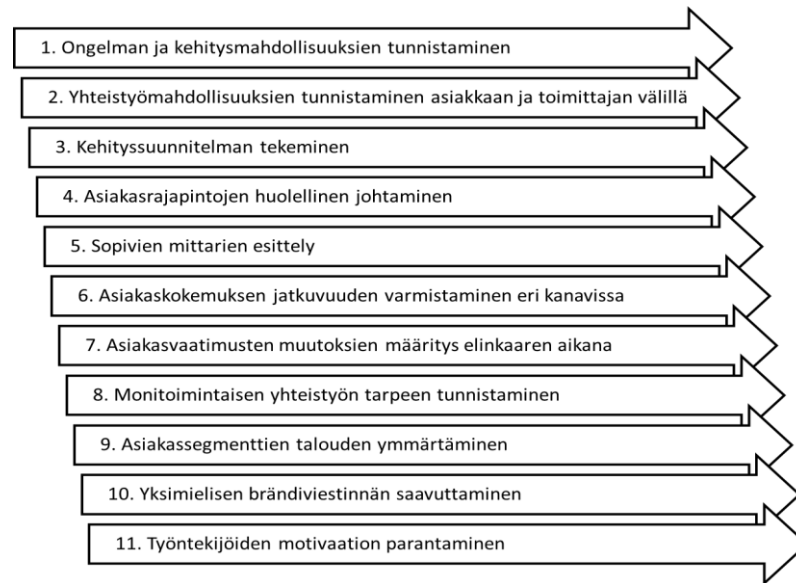 1. Ongelman ja kehitysmahdollisuuksien tunnistaminen
2. Yhteistyömahdollisuuksien tunnistaminen asiakkaan ja toimittajan välillä
3. Kehityssuunnitelman tekeminen
4. Asiakasrajapintojen huolellinen johtaminen
5. Sopivien mittarien esittely
6. Asiakaskokemuksen jatkuvuuden varmistaminen eri kanavissa
7. Asiakasvaatimusten muutoksien määritys elinkaaren aikana
8. Monitoimintaisen yhteistyön tarpeen tunnistaminen
9. Asiakassegmenttien talouden ymmärtäminen
10. Yksimielisen brändiviestinnän saavuttaminen
11. Työntekijöiden motivaation parantaminen